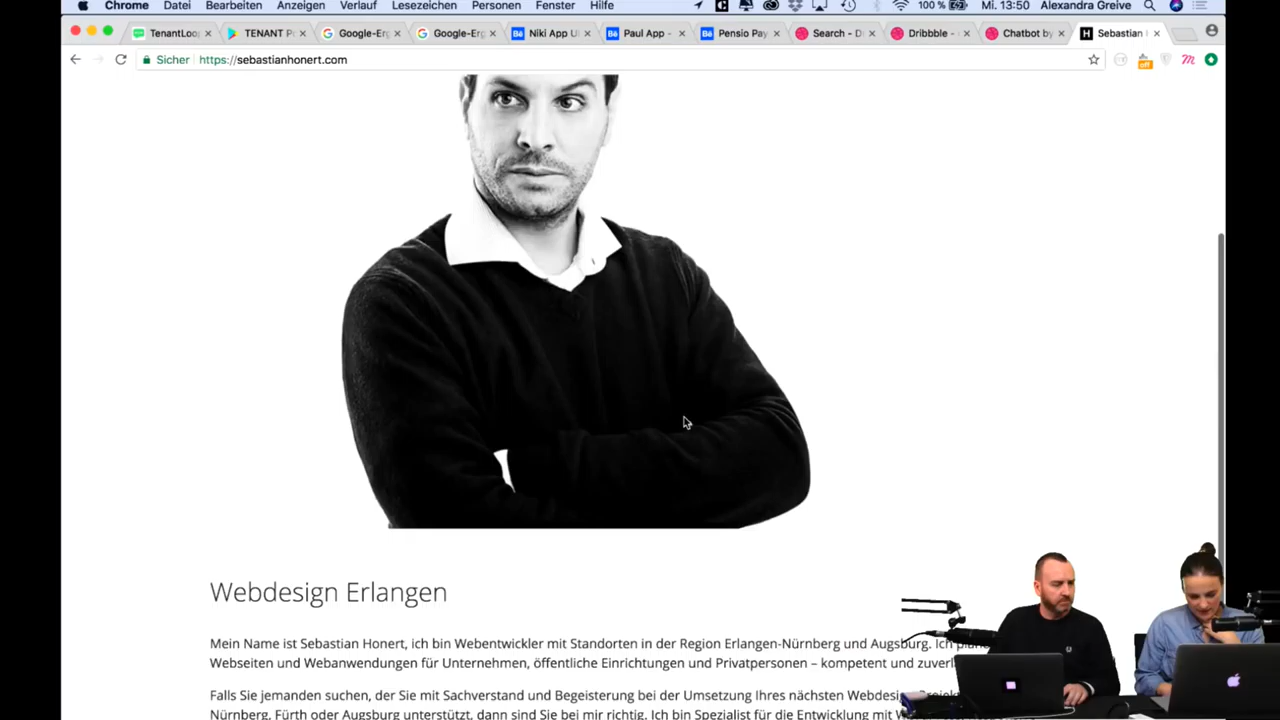 Chrome Datei Bearbeiten Anzeigen Verlauf Lesezeichen Personen Fenster Hilfe 100 % Mi. 13:50 Alexandra Greive
TenantLoo TENANT P Google-Erg Google-Erg Niki App U Paul App - Pensio Pay Search - D Dribbble - Chatbot by Sebastian
Sicher https://sebastianhonert.com
off
Webdesign Erlangen
Mein Name ist Sebastian Honert, ich bin Webentwickler mit Standorten in der Region Erlangen-Nürnberg und Augsburg. Ich
Webseiten und Webanwendungen für Unternehmen, öffentliche Einrichtungen und Privatpersonen – kompetent und
Falls Sie jemanden suchen, der Sie mit Sachverstand und Begeisterung bei der Umsetzung Ihres nächsten
Nürnberg, Fürth oder Augsburg unterstützt, dann sind Sie bei mir richtig. Ich bin Spezialist für die Entwicklung mit